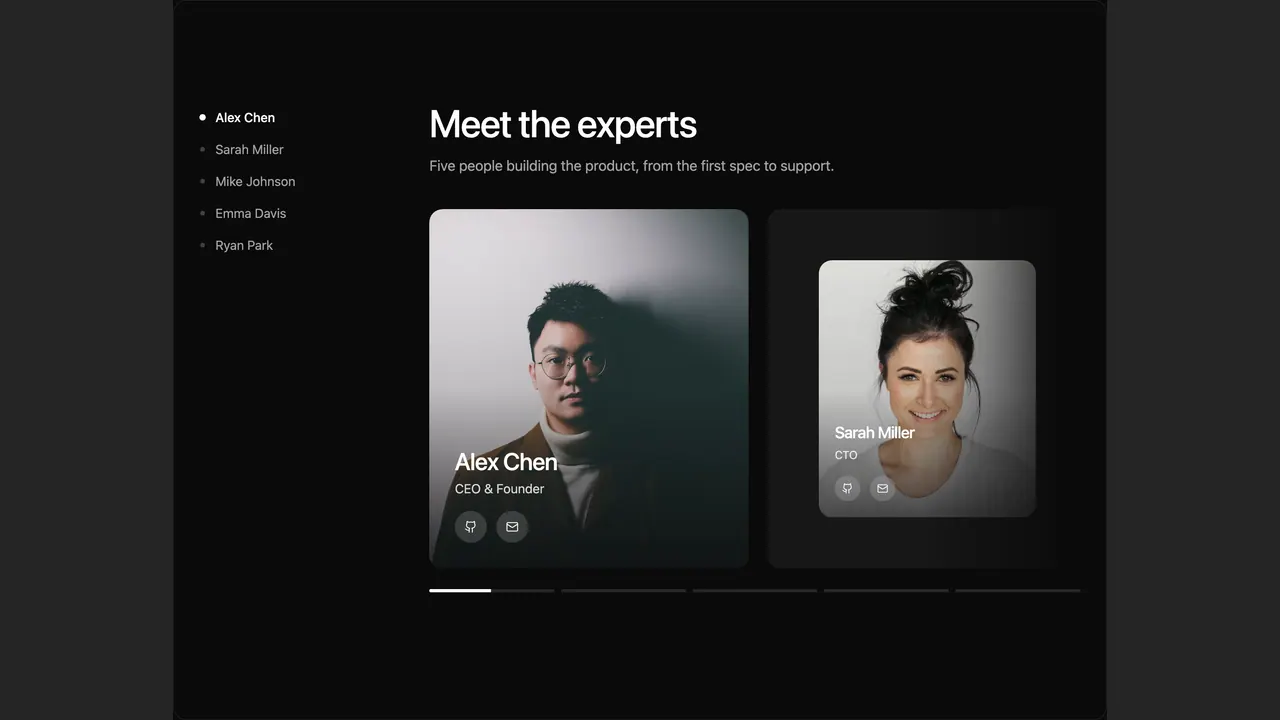 Alex Chen
Sarah Miller
Mike Johnson
Emma Davis
Ryan Park
Meet the experts
Five people building the product, from the first spec to support.
Alex Chen
CEO & Founder
Sarah Miller
CTO